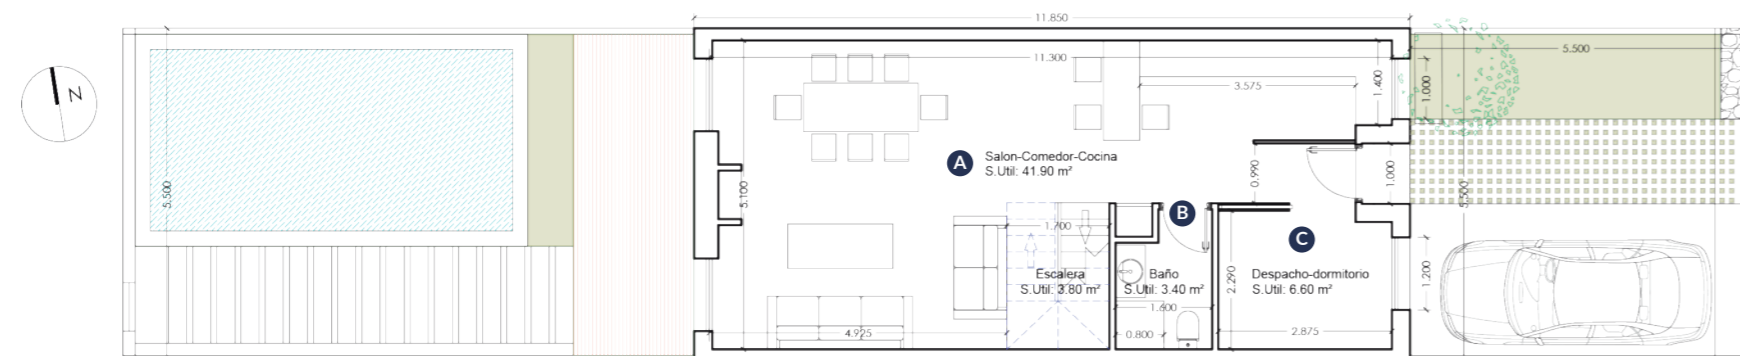 11.850
5.500
11.300
1.400
1.000
3.575
N
A
Salon-Comedor-Cocina
S.Util: 41.90 m²
5.500
5.100
0.990
1.000
5.500
B
1.700
C
Escalera
S.Util: 3.80 m²
Baño
S.Util: 3.40 m²
2.290
Despacho-dormitorio
S.Util: 6.60 m²
1.200
1.600
4.925
0.800
2.875